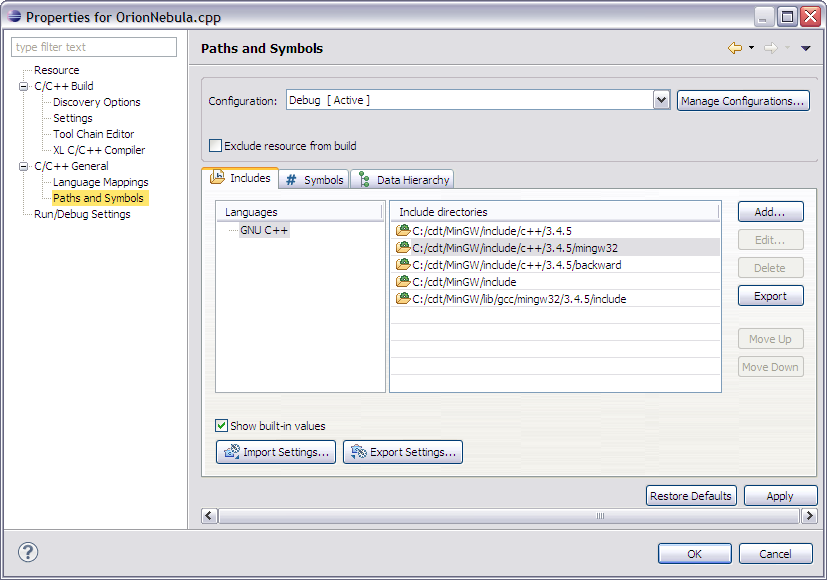 Properties for OrionNebula.cpp
type filter text
Resource
C/C++ Build
Discovery Options
Settings
Tool Chain Editor
XL C/C++ Compiler
C/C++ General
Language Mappings
Paths and Symbols
Run/Debug Settings
Paths and Symbols
Configuration: Debug [ Active ] Manage Configurations...
Exclude resource from build
Includes # Symbols Data Hierarchy
Languages
GNU C++
Include directories
C:/cdt/MinGW/include/c++/3.4.5
C:/cdt/MinGW/include/c++/3.4.5/mingw32
C:/cdt/MinGW/include/c++/3.4.5/backward
C:/cdt/MinGW/include
C:/cdt/MinGW/lib/gcc/mingw32/3.4.5/include
Add...
Edit...
Delete
Export
Move Up
Move Down
Show built-in values
Import Settings... Export Settings...
Restore Defaults Apply
? OK Cancel